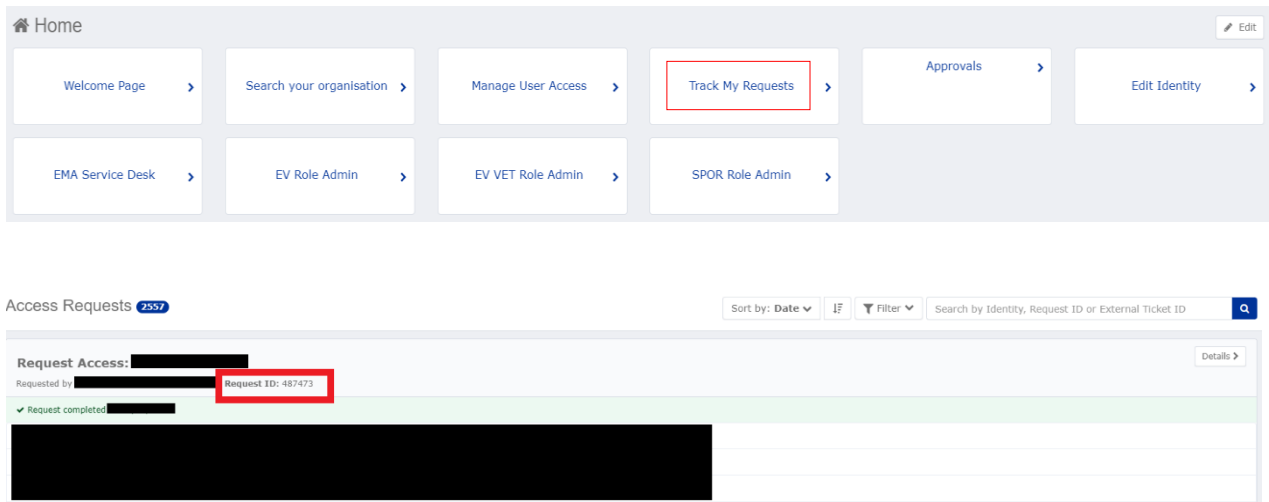 Home
Edit
Welcome Page
Search your organisation
Manage User Access
Track My Requests
Approvals
Edit Identity
EMA Service Desk
EV Role Admin
EV VET Role Admin
SPOR Role Admin
Access Requests 2557
Sort by: Date
Filter
Search by Identity, Request ID or External Ticket ID
Request Access:
Details
Requested by
Request ID: 487473
Request completed